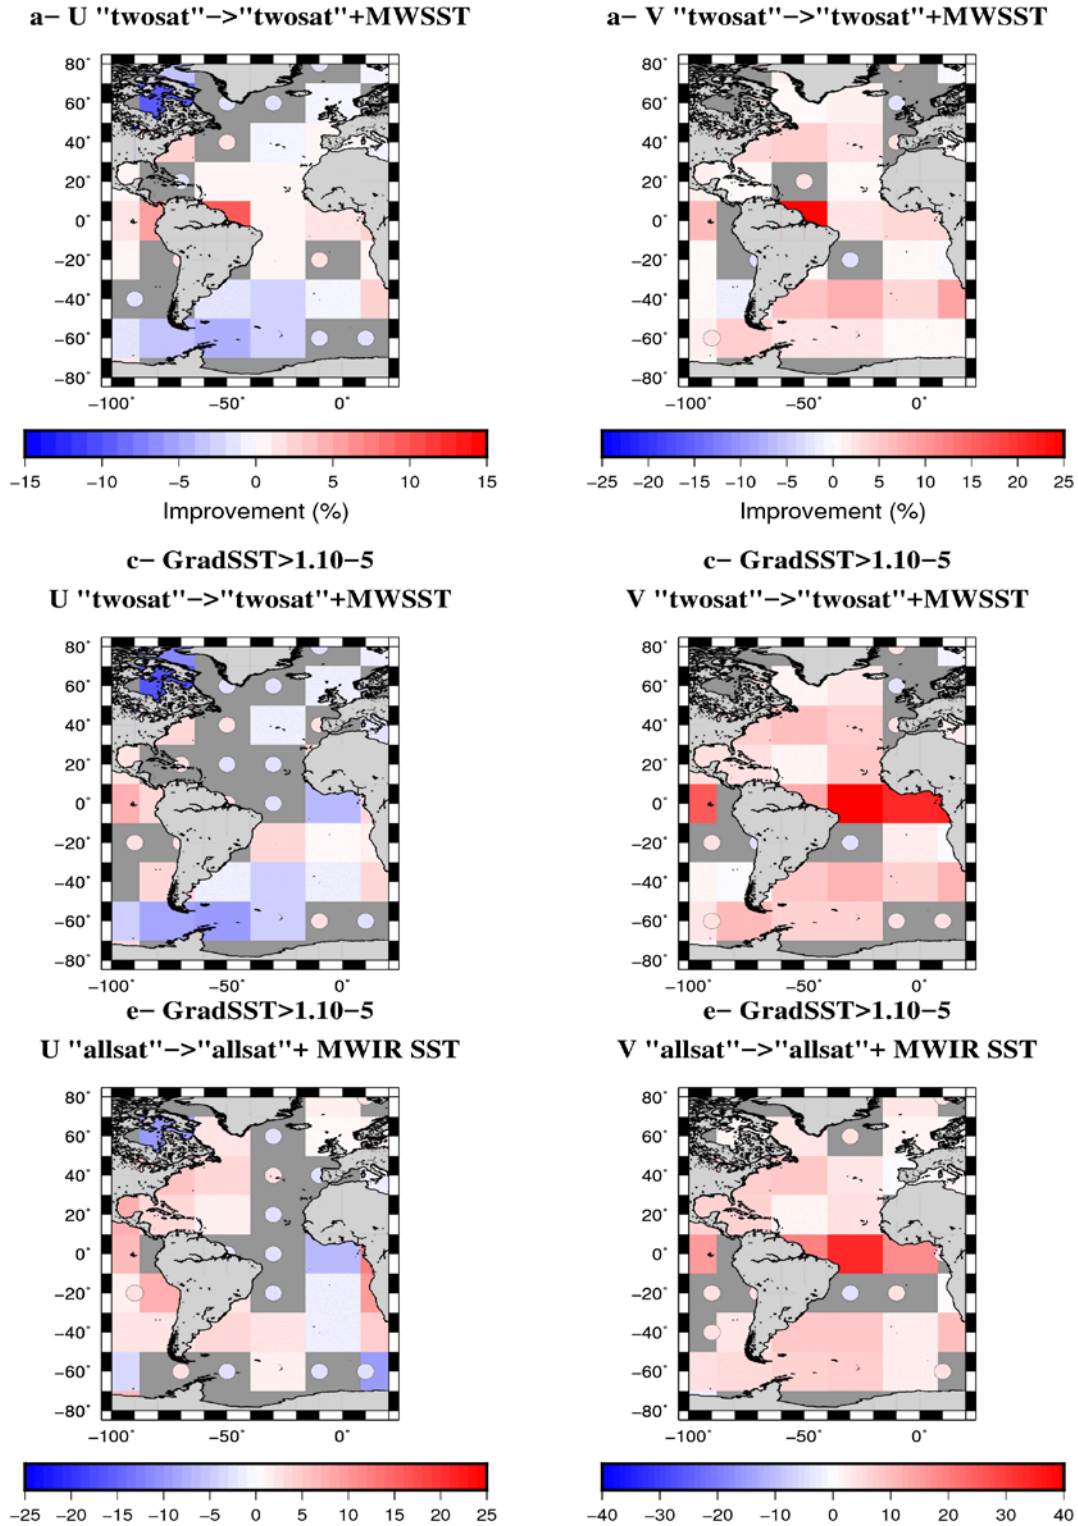 a− U "twosat"−>"twosat"+MWSST
a− V "twosat"−>"twosat"+MWSST
80°
60°
40°
20°
0°
−20°
−40°
−60°
−80°
−100° −50° 0°
80°
60°
40°
20°
0°
−20°
−40°
−60°
−80°
−100° −50° 0°
−15 −10 −5 0 5 10 15
Improvement (%)
−25 −20 −15 −10 −5 0 5 10 15 20 25
Improvement (%)
c− GradSST>1.10−5
U "twosat"−>"twosat"+MWSST
c− GradSST>1.10−5
V "twosat"−>"twosat"+MWSST
80°
60°
40°
20°
0°
−20°
−40°
−60°
−80°
−100° −50° 0°
80°
60°
40°
20°
0°
−20°
−40°
−60°
−80°
−100° −50° 0°
e− GradSST>1.10−5
U "allsat"−>"allsat"+ MWIR SST
e− GradSST>1.10−5
V "allsat"−>"allsat"+ MWIR SST
80°
60°
40°
20°
0°
−20°
−40°
−60°
−80°
−100° −50° 0°
80°
60°
40°
20°
0°
−20°
−40°
−60°
−80°
−100° −50° 0°
−25 −20 −15 −10 −5 0 5 10 15 20 25
−40 −30 −20 −10 0 10 20 30 40